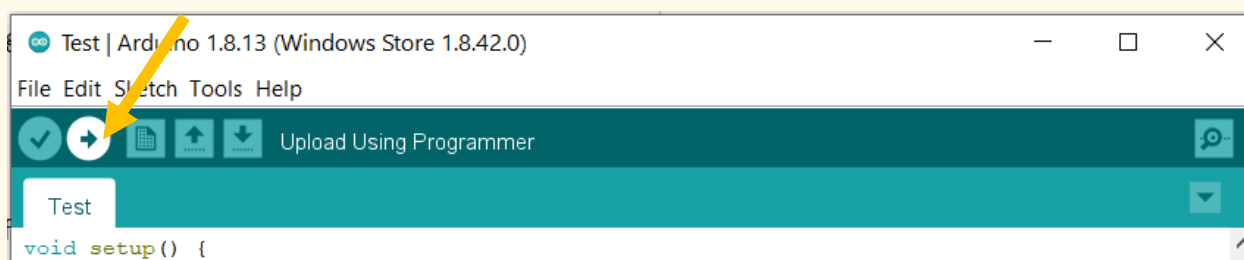 Test | Arduino 1.8.13 (Windows Store 1.8.42.0)
File Edit Sketch Tools Help
Upload Using Programmer
Test
void setup() {